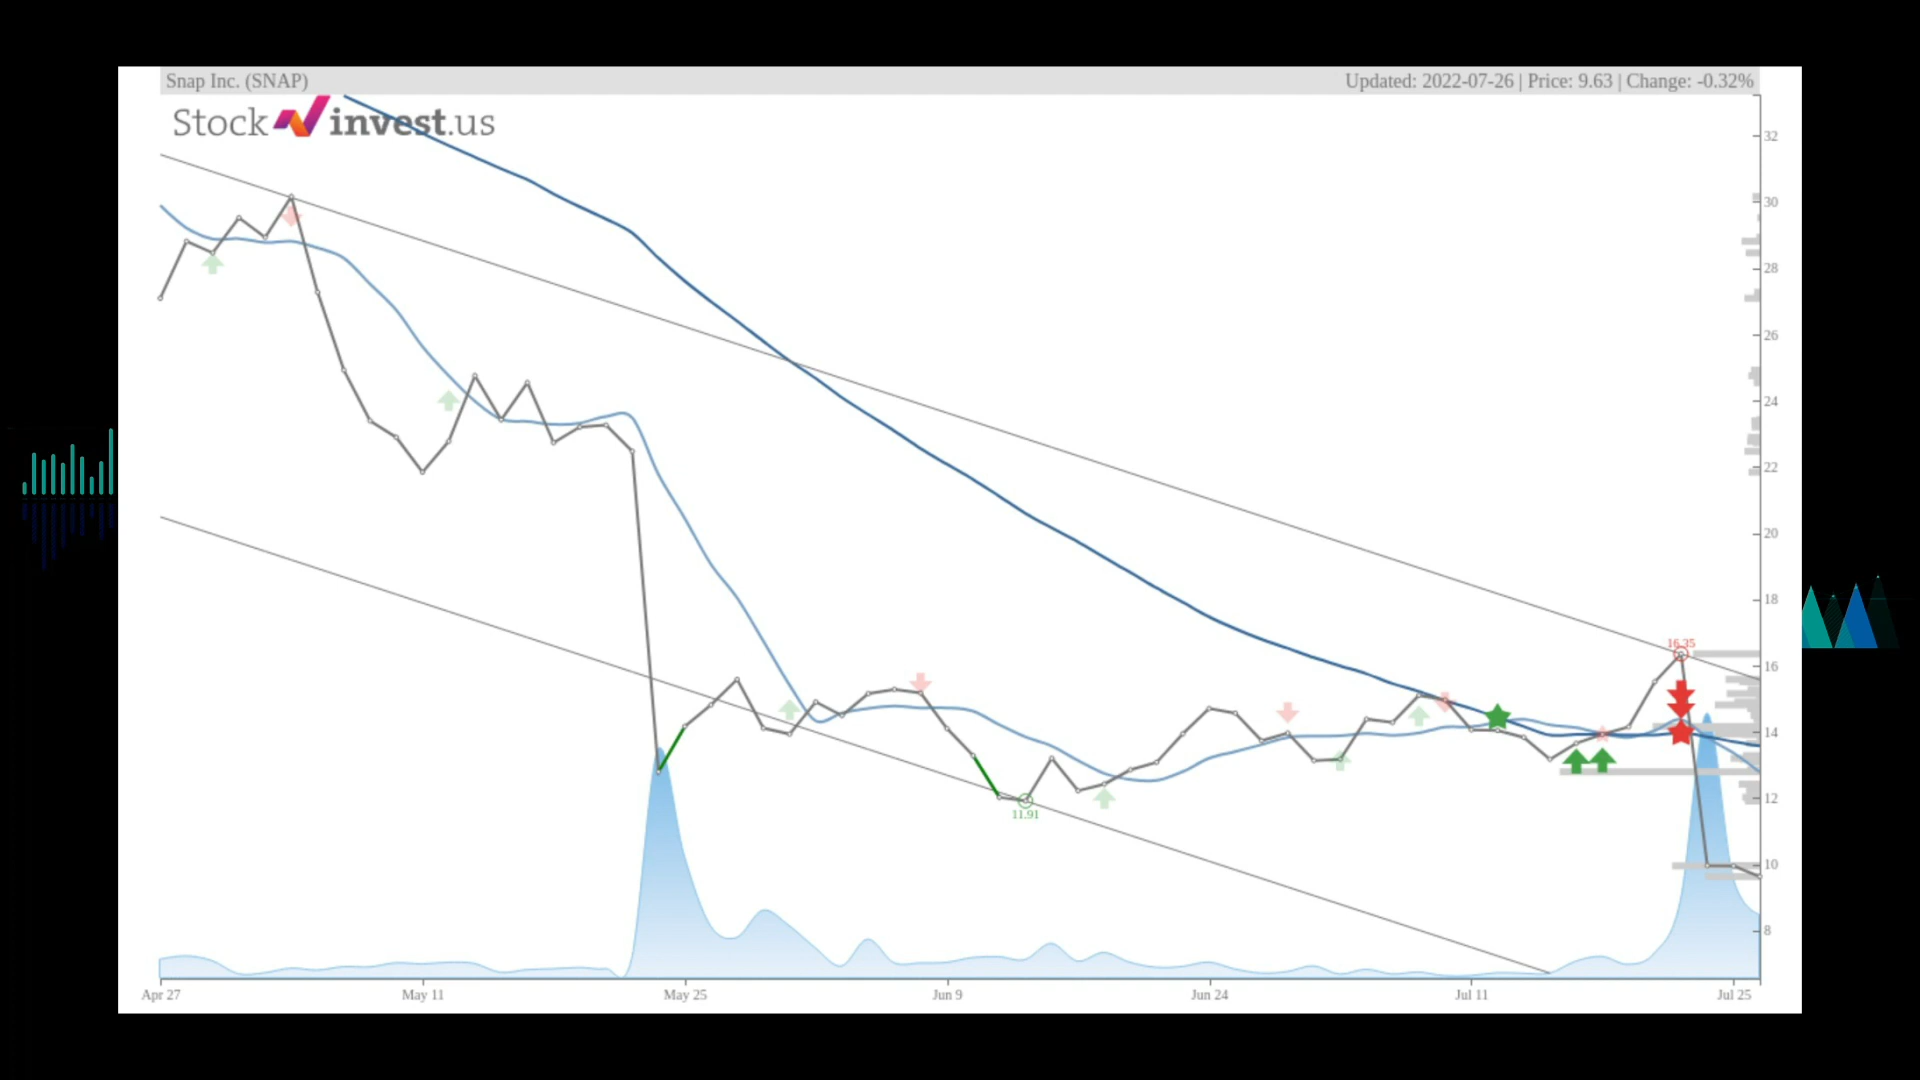 Snap Inc. (SNAP)
Updated: 2022-07-26 | Price: 9.63 | Change: -0.32%
Stock invest.us
32
30
28
26
24
22
20
18
16.35
16
14
12
11.91
10
8
Apr 27
May 11
May 25
Jun 9
Jun 24
Jul 11
Jul 25